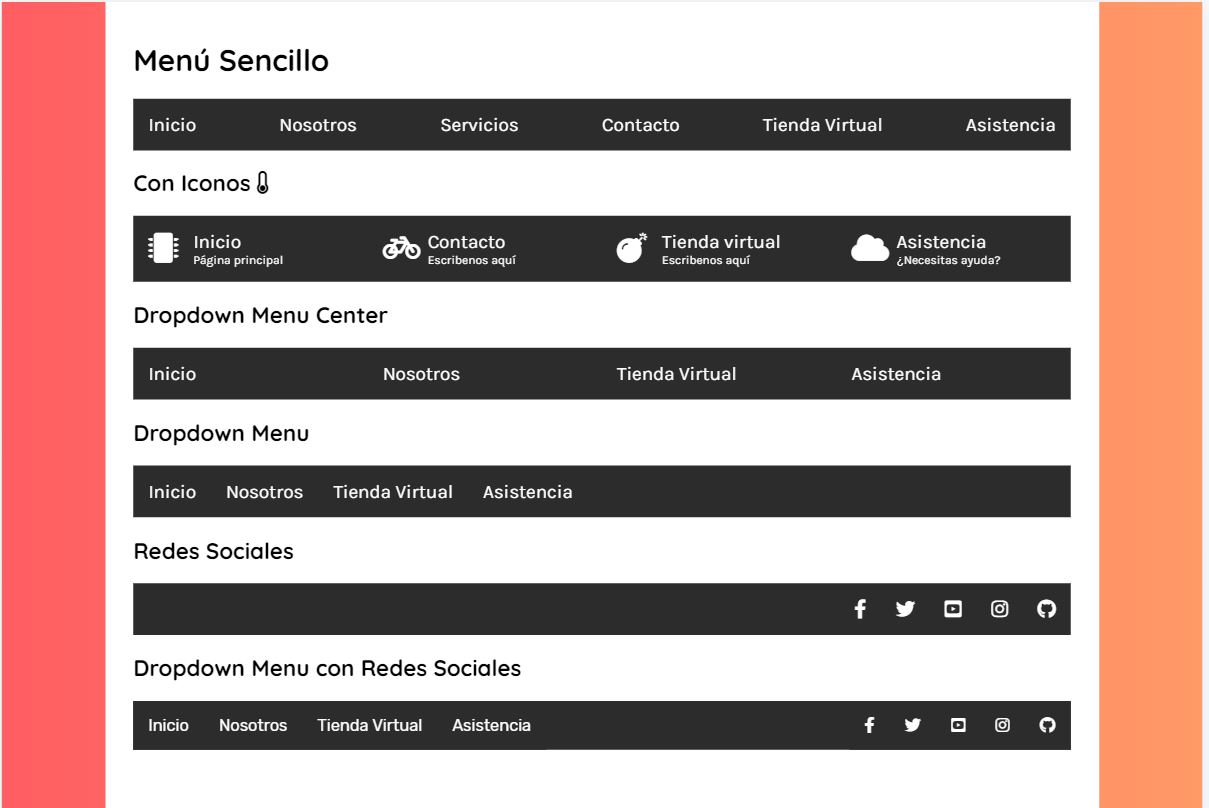 Menú Sencillo
Inicio Nosotros Servicios Contacto Tienda Virtual Asistencia
Con Iconos
Inicio Contacto Tienda virtual Asistencia
Página principal Escribenos aquí Escribenos aquí ¿Necesitas ayuda?
Dropdown Menu Center
Inicio Nosotros Tienda Virtual Asistencia
Dropdown Menu
Inicio Nosotros Tienda Virtual Asistencia
Redes Sociales
Dropdown Menu con Redes Sociales
Inicio Nosotros Tienda Virtual Asistencia